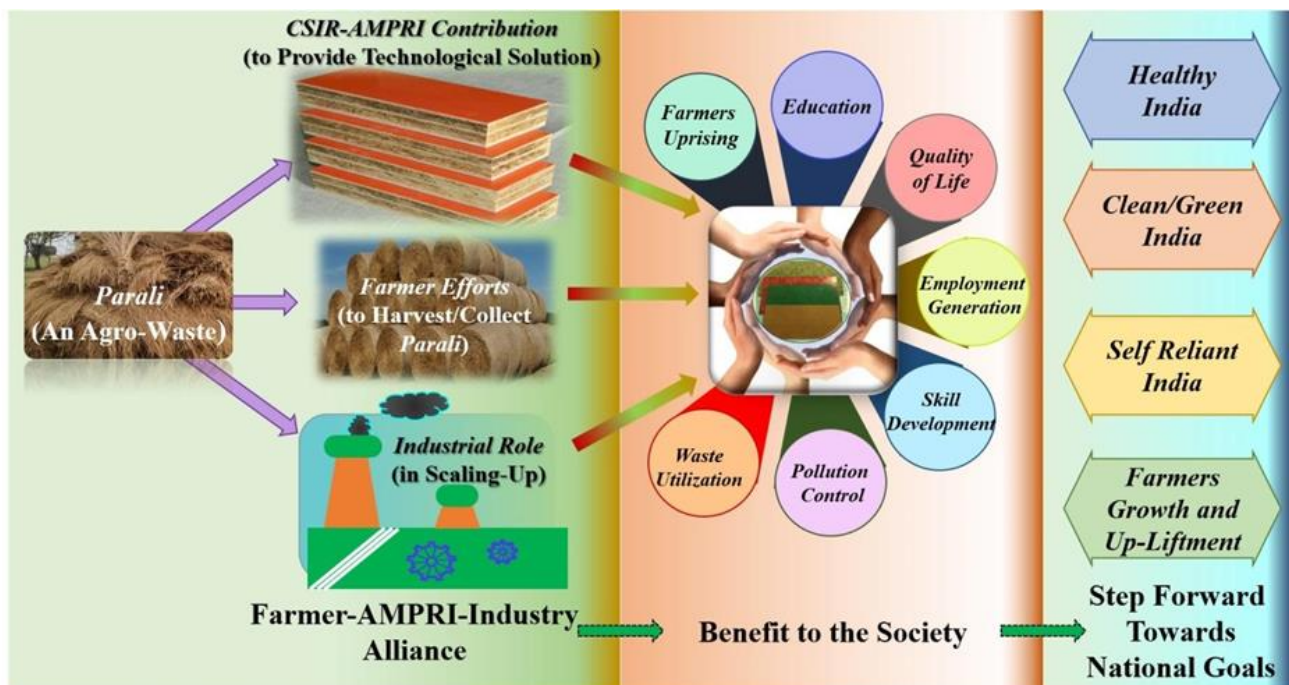 CSIR-AMPRI Contribution
(to Provide Technological Solution)
Parali
(An Agro-Waste)
Farmer Efforts
(to Harvest/Collect
Parali)
Industrial Role
(in Scaling-Up)
Farmer-AMPRI-Industry
Alliance
Farmers
Uprising
Education
Quality
of Life
Employment
Generation
Skill
Development
Pollution
Control
Waste
Utilization
Benefit to the Society
Healthy
India
Clean/Green
India
Self Reliant
India
Farmers
Growth and
Up-Liftment
Step Forward
Towards
National Goals